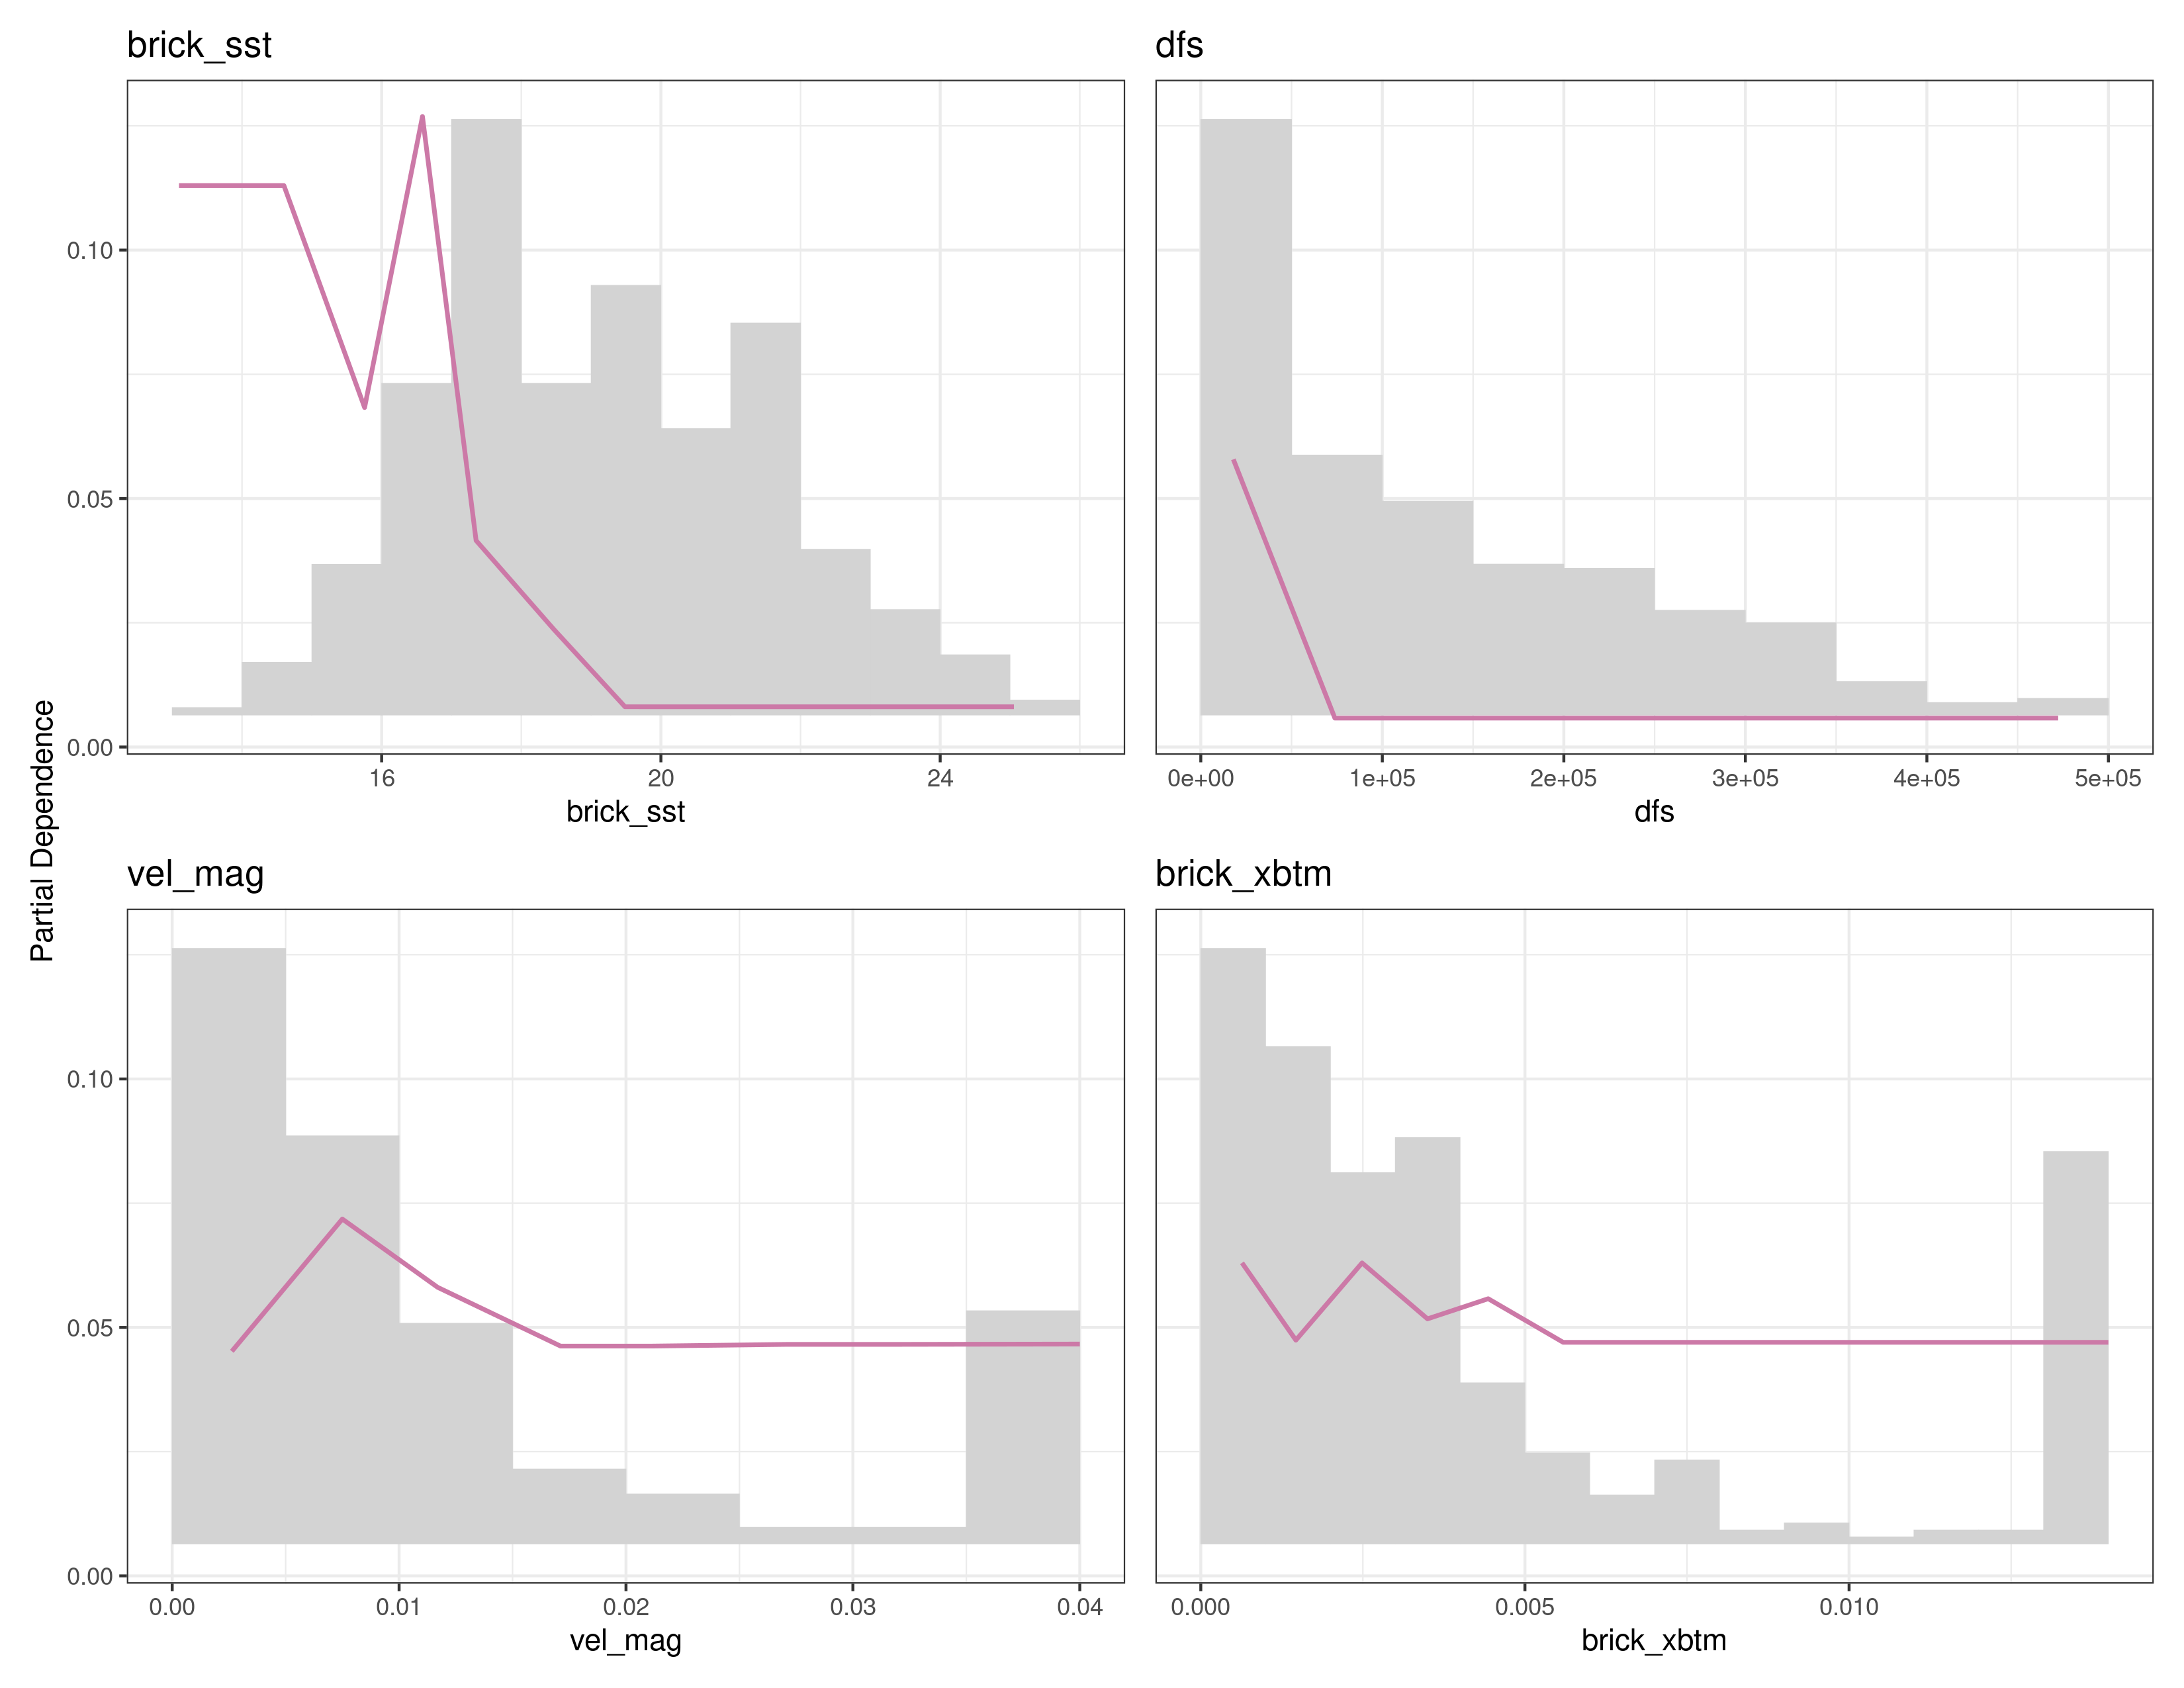 Partial Dependence
brick_sst
0.10
0.05
0.00
16 20 24
brick_sst
dfs
0e+00 1e+05 2e+05 3e+05 4e+05 5e+05
dfs
vel_mag
0.10
0.05
0.00
0.00 0.01 0.02 0.03 0.04
vel_mag
brick_xbtm
0.000 0.005 0.010
brick_xbtm